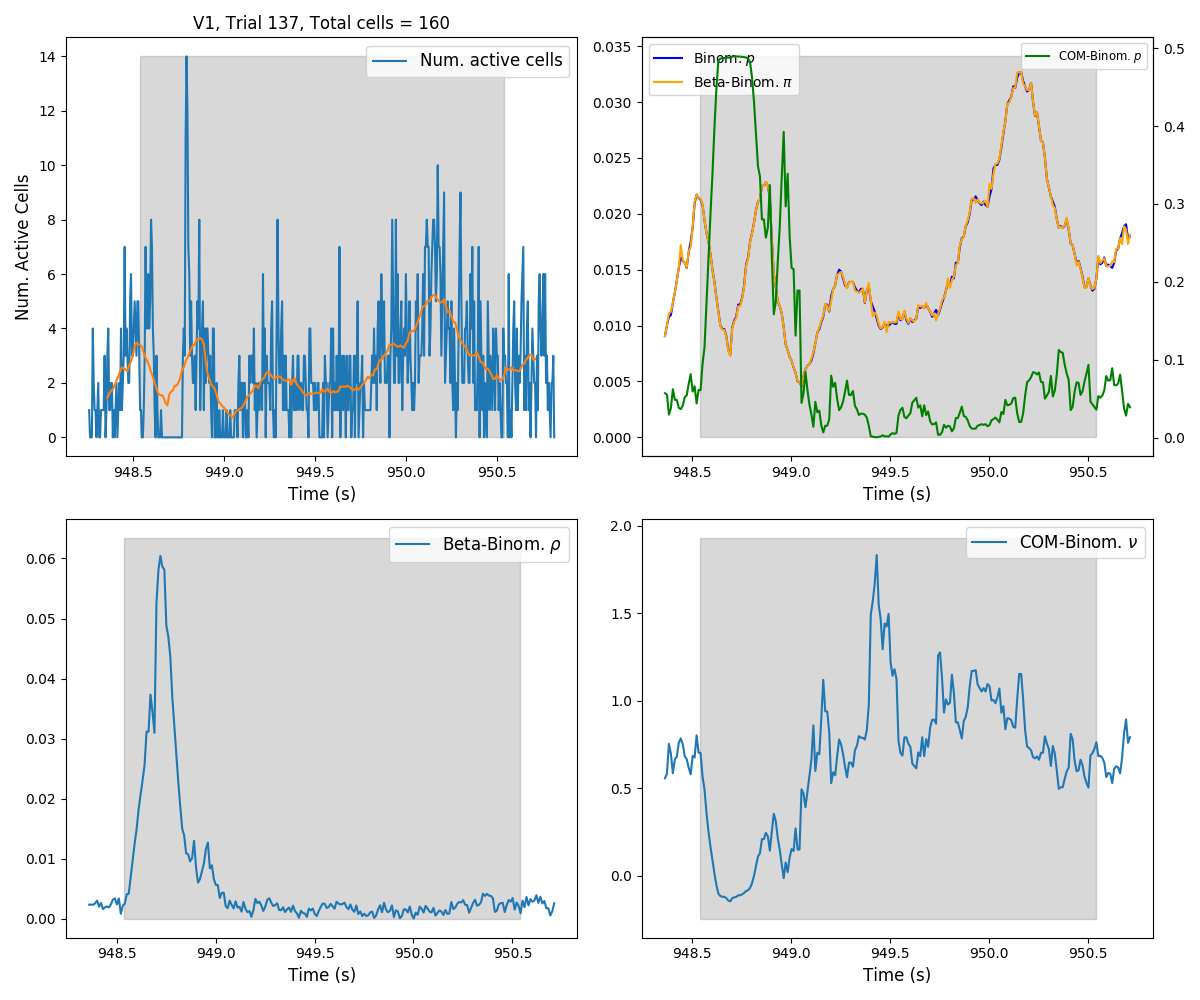 V1, Trial 137, Total cells = 160
Num. active cells
Num. Active Cells
14
12
10
8
6
4
2
0
948.5 949.0 949.5 950.0 950.5
Time (s)
Binom. p
Beta-Binom. π
COM-Binom. p
0.035
0.030
0.025
0.020
0.015
0.010
0.005
0.000
0.5
0.4
0.3
0.2
0.1
0.0
948.5 949.0 949.5 950.0 950.5
Time (s)
Beta-Binom. ρ
0.06
0.05
0.04
0.03
0.02
0.01
0.00
948.5 949.0 949.5 950.0 950.5
Time (s)
COM-Binom. ν
2.0
1.5
1.0
0.5
0.0
948.5 949.0 949.5 950.0 950.5
Time (s)